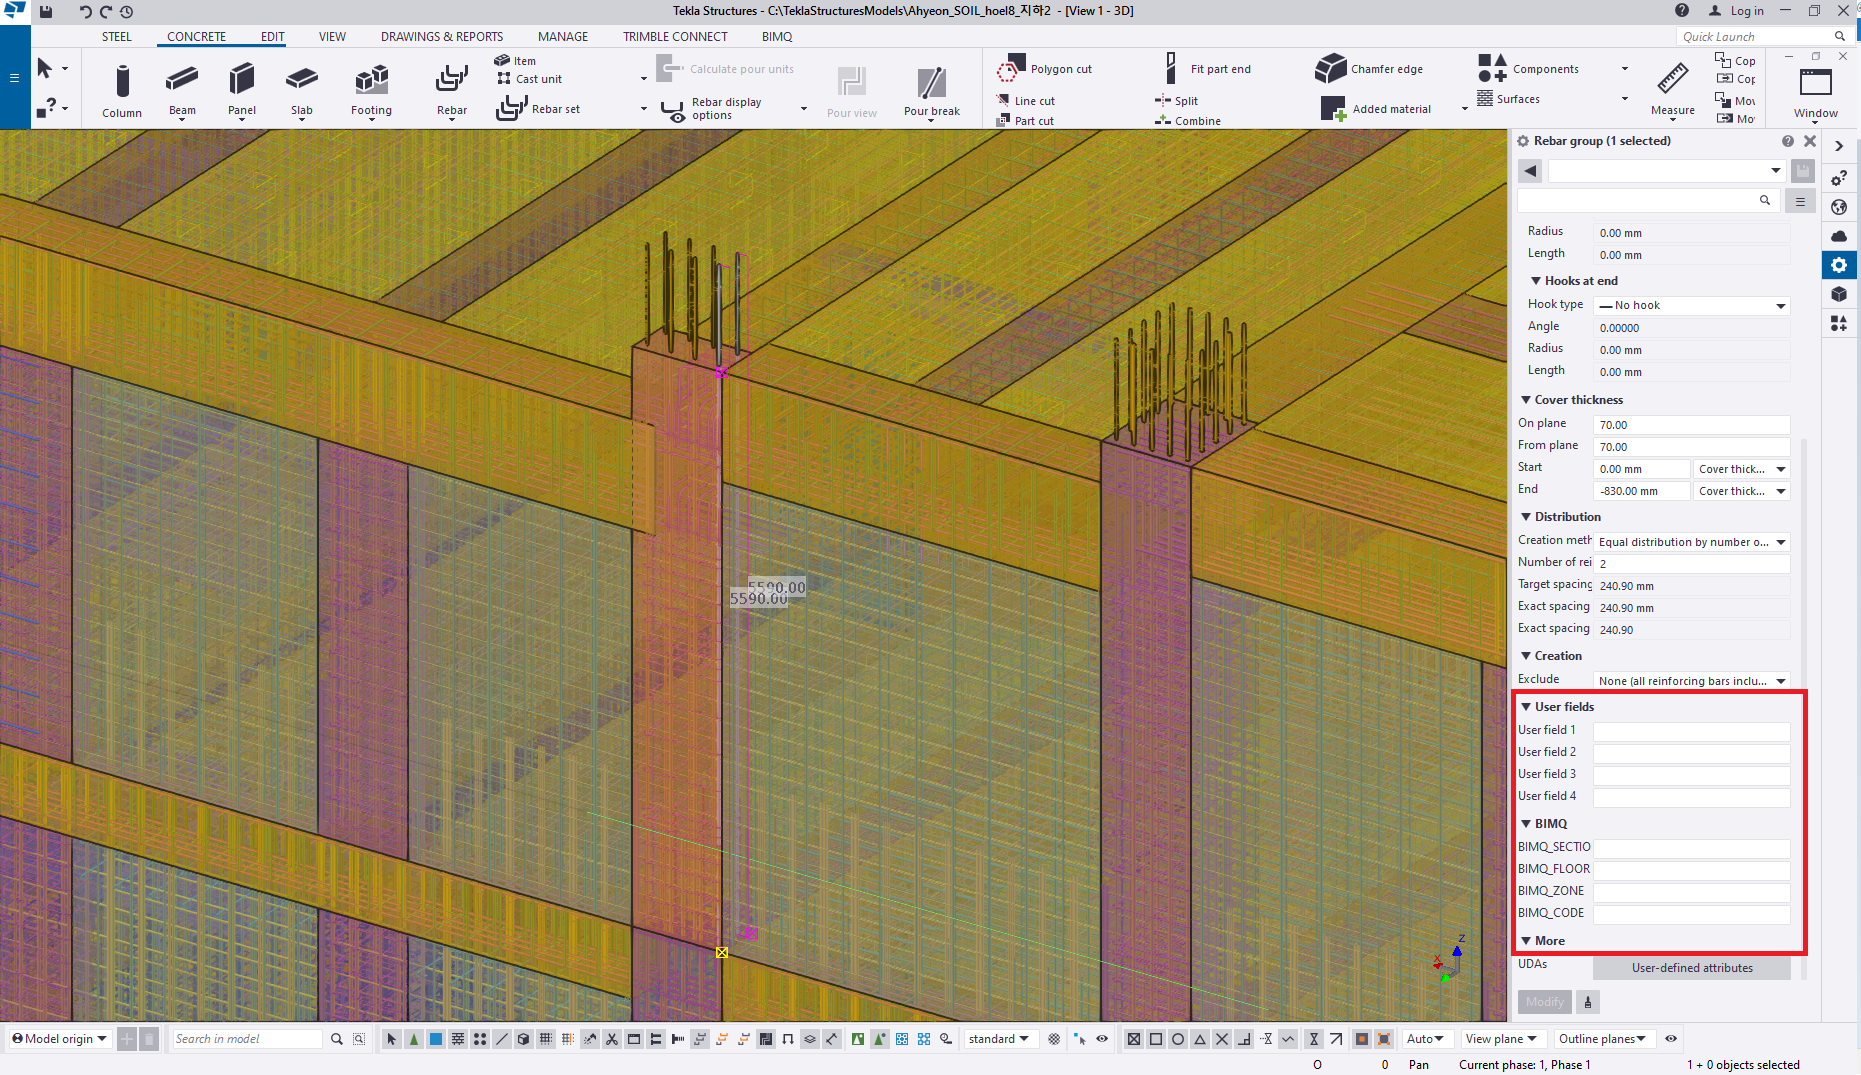 Tekla Structures - C:\TeklaStructuresModels\Ahyeon_SOIL_hoel8_지하2 - [View 1 - 3D]
Log in
STEEL CONCRETE EDIT VIEW DRAWINGS & REPORTS MANAGE TRIMBLE CONNECT BIMQ
Quick Launch
Column
Beam
Panel
Slab
Footing
Rebar
Item
Cast unit
Rebar set
Calculate pour units
Rebar display options
Pour view
Pour break
Polygon cut
Line cut
Part cut
Fit part end
Split
Combine
Chamfer edge
Added material
Components
Surfaces
Measure
Cop
Cop
Mov
Mo
Window
5590.00
5590.00
Z
X
Rebar group (1 selected)
Radius 0.00 mm
Length 0.00 mm
Hooks at end
Hook type No hook
Angle 0.00000
Radius 0.00 mm
Length 0.00 mm
Cover thickness
On plane 70.00
From plane 70.00
Start 0.00 mm Cover thick...
End -830.00 mm Cover thick...
Distribution
Creation meth Equal distribution by number o...
Number of rei 2
Target spacing 240.90 mm
Exact spacing 240.90 mm
Exact spacing 240.90
Creation
Exclude None (all reinforcing bars inclu...
User fields
User field 1
User field 2
User field 3
User field 4
BIMQ
BIMQ_SECTIO
BIMQ_FLOOR
BIMQ_ZONE
BIMQ_CODE
More
UDAs User-defined attributes
Modify
Model origin
Search in model
standard
Auto
View plane
Outline planes
O 0 Pan Current phase: 1, Phase 1 1 + 0 objects selected